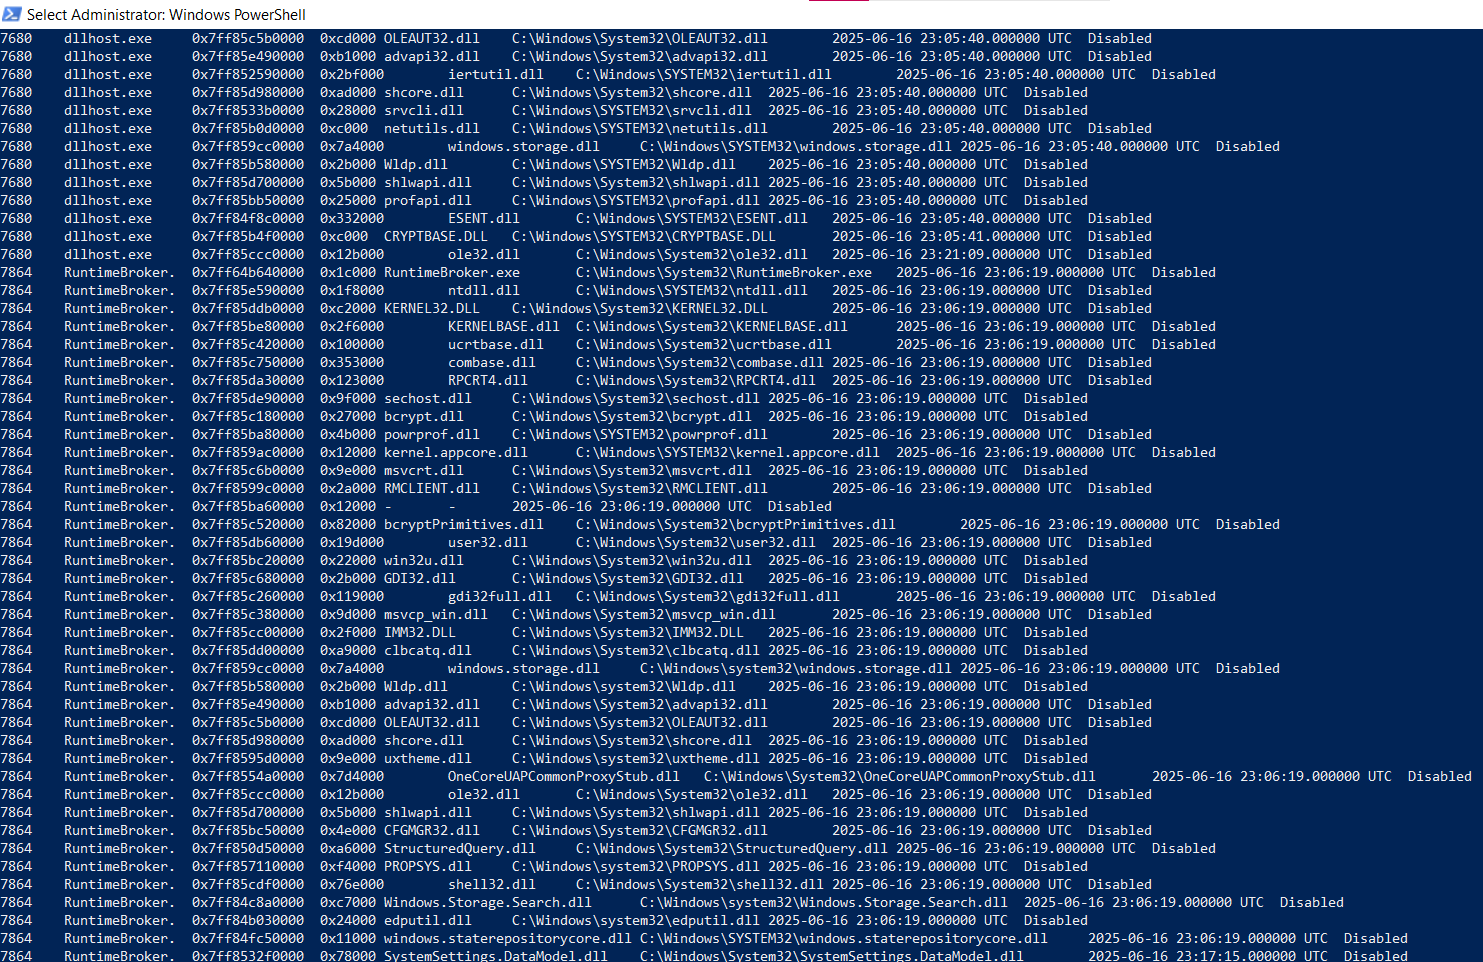 Select Administrator: Windows PowerShell
7680 dllhost.exe 0x7ff85c5b0000 0xcd000 OLEAUT32.dll C:\Windows\System32\OLEAUT32.dll 2025-06-16 23:05:40.000000 UTC Disabled
7680 dllhost.exe 0x7ff85e490000 0xb1000 advapi32.dll C:\Windows\System32\advapi32.dll 2025-06-16 23:05:40.000000 UTC Disabled
7680 dllhost.exe 0x7ff852590000 0x2bf000 iertutil.dll C:\Windows\SYSTEM32\iertutil.dll 2025-06-16 23:05:40.000000 UTC Disabled
7680 dllhost.exe 0x7ff85d980000 0xad000 shcore.dll C:\Windows\System32\shcore.dll 2025-06-16 23:05:40.000000 UTC Disabled
7680 dllhost.exe 0x7ff8533b0000 0x28000 srvcli.dll C:\Windows\SYSTEM32\srvcli.dll 2025-06-16 23:05:40.000000 UTC Disabled
7680 dllhost.exe 0x7ff85b0d0000 0xc000 netutils.dll C:\Windows\SYSTEM32\netutils.dll 2025-06-16 23:05:40.000000 UTC Disabled
7680 dllhost.exe 0x7ff859cc0000 0x7a4000 windows.storage.dll C:\Windows\SYSTEM32\windows.storage.dll 2025-06-16 23:05:40.000000 UTC Disabled
7680 dllhost.exe 0x7ff85b580000 0x2b000 Wldp.dll C:\Windows\SYSTEM32\Wldp.dll 2025-06-16 23:05:40.000000 UTC Disabled
7680 dllhost.exe 0x7ff85d700000 0x5b000 shlwapi.dll C:\Windows\System32\shlwapi.dll 2025-06-16 23:05:40.000000 UTC Disabled
7680 dllhost.exe 0x7ff85bb50000 0x25000 profapi.dll C:\Windows\SYSTEM32\profapi.dll 2025-06-16 23:05:40.000000 UTC Disabled
7680 dllhost.exe 0x7ff84f8c0000 0x332000 ESENT.dll C:\Windows\SYSTEM32\ESENT.dll 2025-06-16 23:05:40.000000 UTC Disabled
7680 dllhost.exe 0x7ff85b4f0000 0xc000 CRYPTBASE.DLL C:\Windows\SYSTEM32\CRYPTBASE.DLL 2025-06-16 23:05:41.000000 UTC Disabled
7680 dllhost.exe 0x7ff85ccc0000 0x12b000 ole32.dll C:\Windows\System32\ole32.dll 2025-06-16 23:21:09.000000 UTC Disabled
7864 RuntimeBroker. 0x7ff64b640000 0x1c000 RuntimeBroker.exe C:\Windows\System32\RuntimeBroker.exe 2025-06-16 23:06:19.000000 UTC Disabled
7864 RuntimeBroker. 0x7ff85e590000 0x1f8000 ntdll.dll C:\Windows\SYSTEM32\ntdll.dll 2025-06-16 23:06:19.000000 UTC Disabled
7864 RuntimeBroker. 0x7ff85ddb0000 0xc2000 KERNEL32.DLL C:\Windows\System32\KERNEL32.DLL 2025-06-16 23:06:19.000000 UTC Disabled
7864 RuntimeBroker. 0x7ff85be80000 0x2f6000 KERNELBASE.dll C:\Windows\System32\KERNELBASE.dll 2025-06-16 23:06:19.000000 UTC Disabled
7864 RuntimeBroker. 0x7ff85c420000 0x100000 ucrtbase.dll C:\Windows\System32\ucrtbase.dll 2025-06-16 23:06:19.000000 UTC Disabled
7864 RuntimeBroker. 0x7ff85c750000 0x353000 combase.dll C:\Windows\System32\combase.dll 2025-06-16 23:06:19.000000 UTC Disabled
7864 RuntimeBroker. 0x7ff85da30000 0x123000 RPCRT4.dll C:\Windows\System32\RPCRT4.dll 2025-06-16 23:06:19.000000 UTC Disabled
7864 RuntimeBroker. 0x7ff85de90000 0x9f000 sechost.dll C:\Windows\System32\sechost.dll 2025-06-16 23:06:19.000000 UTC Disabled
7864 RuntimeBroker. 0x7ff85c180000 0x27000 bcrypt.dll C:\Windows\System32\bcrypt.dll 2025-06-16 23:06:19.000000 UTC Disabled
7864 RuntimeBroker. 0x7ff85ba80000 0x4b000 powrprof.dll C:\Windows\SYSTEM32\powrprof.dll 2025-06-16 23:06:19.000000 UTC Disabled
7864 RuntimeBroker. 0x7ff859ac0000 0x12000 kernel.appcore.dll C:\Windows\SYSTEM32\kernel.appcore.dll 2025-06-16 23:06:19.000000 UTC Disabled
7864 RuntimeBroker. 0x7ff85c6b0000 0x9e000 msvcrt.dll C:\Windows\System32\msvcrt.dll 2025-06-16 23:06:19.000000 UTC Disabled
7864 RuntimeBroker. 0x7ff8599c0000 0x2a000 RMCLIENT.dll C:\Windows\System32\RMCLIENT.dll 2025-06-16 23:06:19.000000 UTC Disabled
7864 RuntimeBroker. 0x7ff85ba60000 0x12000 - - 2025-06-16 23:06:19.000000 UTC Disabled
7864 RuntimeBroker. 0x7ff85c520000 0x82000 bcryptPrimitives.dll C:\Windows\System32\bcryptPrimitives.dll 2025-06-16 23:06:19.000000 UTC Disabled
7864 RuntimeBroker. 0x7ff85db60000 0x19d000 user32.dll C:\Windows\System32\user32.dll 2025-06-16 23:06:19.000000 UTC Disabled
7864 RuntimeBroker. 0x7ff85bc20000 0x22000 win32u.dll C:\Windows\System32\win32u.dll 2025-06-16 23:06:19.000000 UTC Disabled
7864 RuntimeBroker. 0x7ff85c680000 0x2b000 GDI32.dll C:\Windows\System32\GDI32.dll 2025-06-16 23:06:19.000000 UTC Disabled
7864 RuntimeBroker. 0x7ff85c260000 0x119000 gdi32full.dll C:\Windows\System32\gdi32full.dll 2025-06-16 23:06:19.000000 UTC Disabled
7864 RuntimeBroker. 0x7ff85c380000 0x9d000 msvcp_win.dll C:\Windows\System32\msvcp_win.dll 2025-06-16 23:06:19.000000 UTC Disabled
7864 RuntimeBroker. 0x7ff85cc00000 0x2f000 IMM32.DLL C:\Windows\System32\IMM32.DLL 2025-06-16 23:06:19.000000 UTC Disabled
7864 RuntimeBroker. 0x7ff85dd00000 0xa9000 clbcatq.dll C:\Windows\System32\clbcatq.dll 2025-06-16 23:06:19.000000 UTC Disabled
7864 RuntimeBroker. 0x7ff859cc0000 0x7a4000 windows.storage.dll C:\Windows\system32\windows.storage.dll 2025-06-16 23:06:19.000000 UTC Disabled
7864 RuntimeBroker. 0x7ff85b580000 0x2b000 Wldp.dll C:\Windows\system32\Wldp.dll 2025-06-16 23:06:19.000000 UTC Disabled
7864 RuntimeBroker. 0x7ff85e490000 0xb1000 advapi32.dll C:\Windows\System32\advapi32.dll 2025-06-16 23:06:19.000000 UTC Disabled
7864 RuntimeBroker. 0x7ff85c5b0000 0xcd000 OLEAUT32.dll C:\Windows\System32\OLEAUT32.dll 2025-06-16 23:06:19.000000 UTC Disabled
7864 RuntimeBroker. 0x7ff85d980000 0xad000 shcore.dll C:\Windows\System32\shcore.dll 2025-06-16 23:06:19.000000 UTC Disabled
7864 RuntimeBroker. 0x7ff8595d0000 0x9e000 uxtheme.dll C:\Windows\system32\uxtheme.dll 2025-06-16 23:06:19.000000 UTC Disabled
7864 RuntimeBroker. 0x7ff8554a0000 0x7d4000 OneCoreUAPCommonProxyStub.dll C:\Windows\System32\OneCoreUAPCommonProxyStub.dll 2025-06-16 23:06:19.000000 UTC Disabled
7864 RuntimeBroker. 0x7ff85ccc0000 0x12b000 ole32.dll C:\Windows\System32\ole32.dll 2025-06-16 23:06:19.000000 UTC Disabled
7864 RuntimeBroker. 0x7ff85d700000 0x5b000 shlwapi.dll C:\Windows\System32\shlwapi.dll 2025-06-16 23:06:19.000000 UTC Disabled
7864 RuntimeBroker. 0x7ff85bc50000 0x4e000 CFGMGR32.dll C:\Windows\System32\CFGMGR32.dll 2025-06-16 23:06:19.000000 UTC Disabled
7864 RuntimeBroker. 0x7ff850d50000 0xa6000 StructuredQuery.dll C:\Windows\System32\StructuredQuery.dll 2025-06-16 23:06:19.000000 UTC Disabled
7864 RuntimeBroker. 0x7ff857110000 0xf4000 PROPSYS.dll C:\Windows\system32\PROPSYS.dll 2025-06-16 23:06:19.000000 UTC Disabled
7864 RuntimeBroker. 0x7ff85cdf0000 0x76e000 shell32.dll C:\Windows\System32\shell32.dll 2025-06-16 23:06:19.000000 UTC Disabled
7864 RuntimeBroker. 0x7ff84c8a0000 0xc7000 Windows.Storage.Search.dll C:\Windows\system32\Windows.Storage.Search.dll 2025-06-16 23:06:19.000000 UTC Disabled
7864 RuntimeBroker. 0x7ff84b030000 0x24000 edputil.dll C:\Windows\system32\edputil.dll 2025-06-16 23:06:19.000000 UTC Disabled
7864 RuntimeBroker. 0x7ff84fc50000 0x11000 windows.staterepositorycore.dll C:\Windows\SYSTEM32\windows.staterepositorycore.dll 2025-06-16 23:06:19.000000 UTC Disabled
7864 RuntimeBroker. 0x7ff8532f0000 0x78000 SystemSettings.DataModel.dll C:\Windows\System32\SystemSettings.DataModel.dll 2025-06-16 23:17:15.000000 UTC Disabled